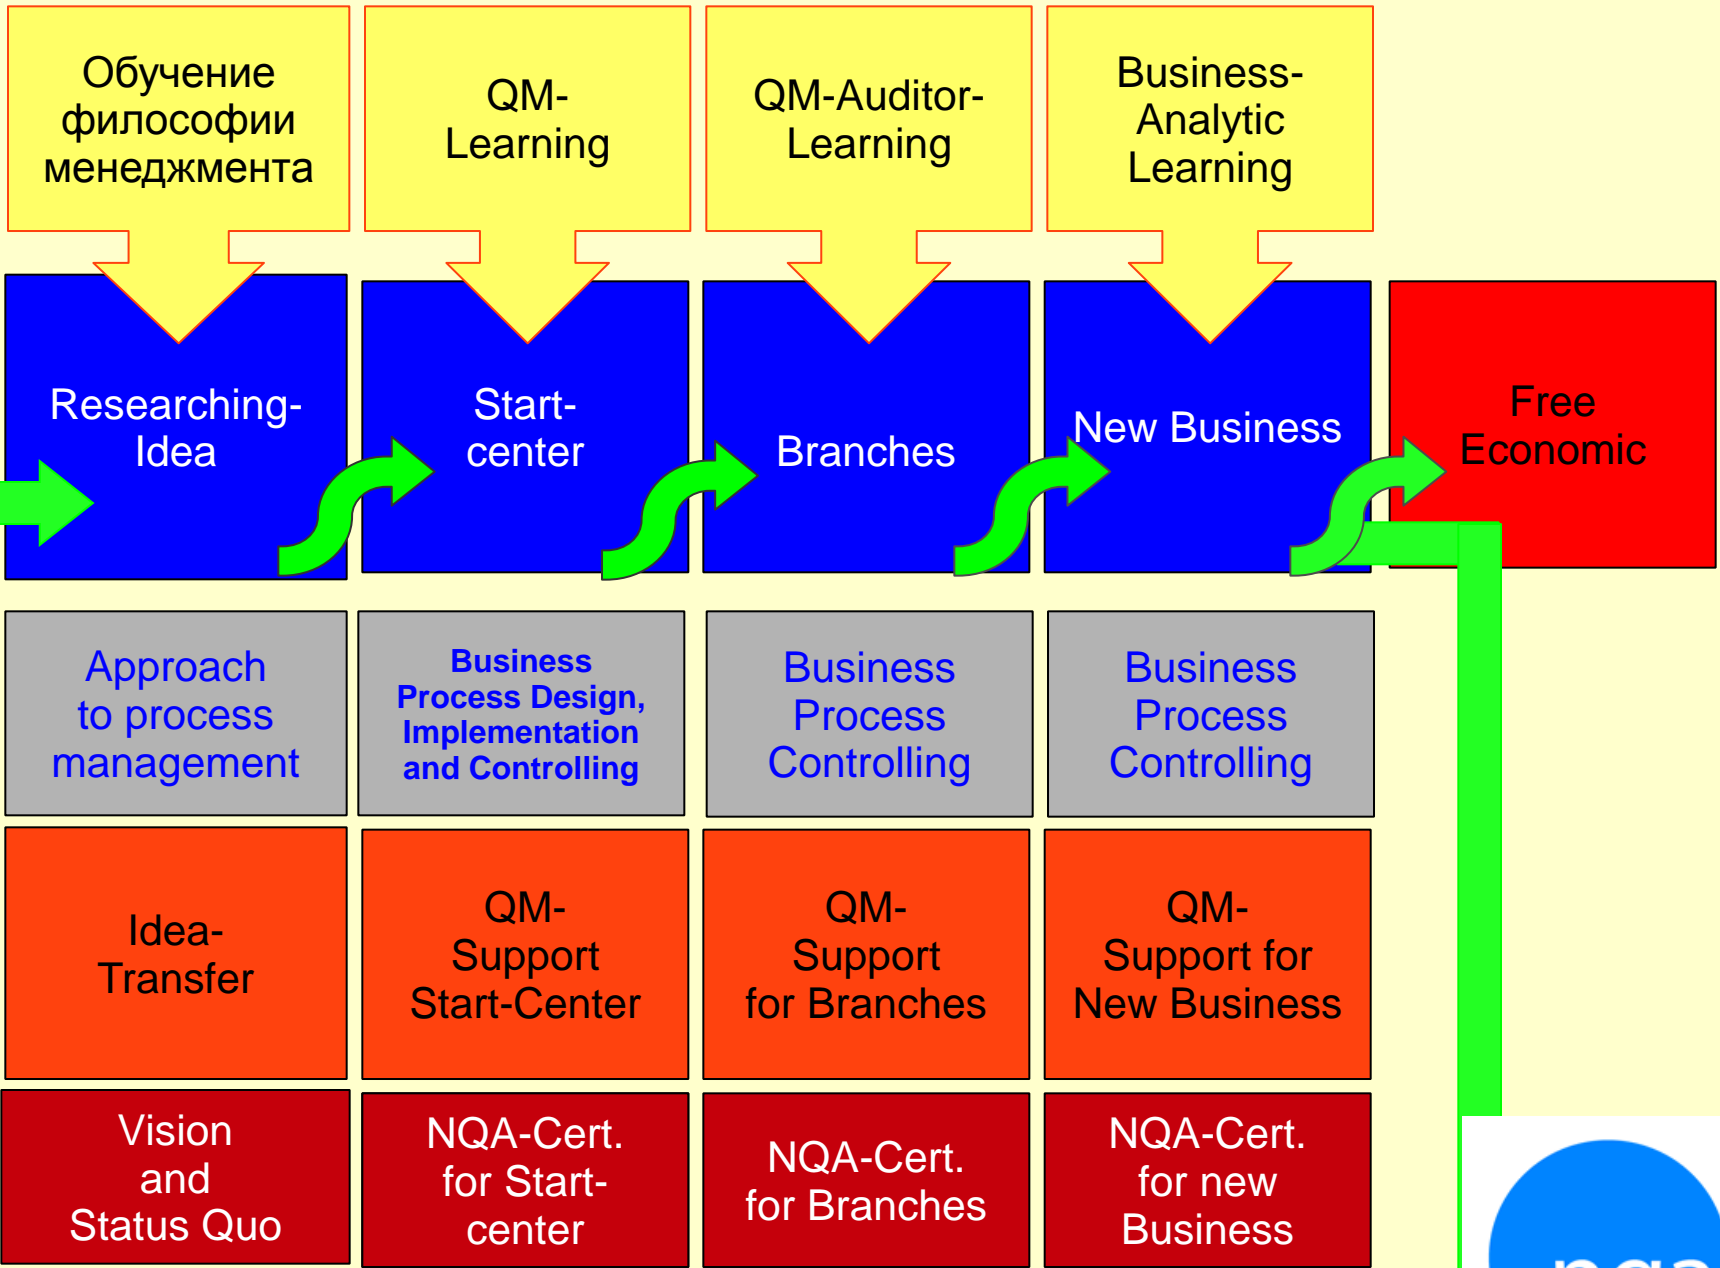 Обучение
философии
менеджмента
QM-
Learning
QM-Auditor-
Learning
Business-
Analytic
Learning
Researching-
Idea
Start-
center
Branches
New Business
Free
Economic
Approach
to process
management
Business
Process Design,
Implementation
and Controlling
Business
Process
Controlling
Business
Process
Controlling
Idea-
Transfer
QM-
Support
Start-Center
QM-
Support
for Branches
QM-
Support for
New Business
Vision
and
Status Quo
NQA-Cert.
for Start-
center
NQA-Cert.
for Branches
NQA-Cert.
for new
Business